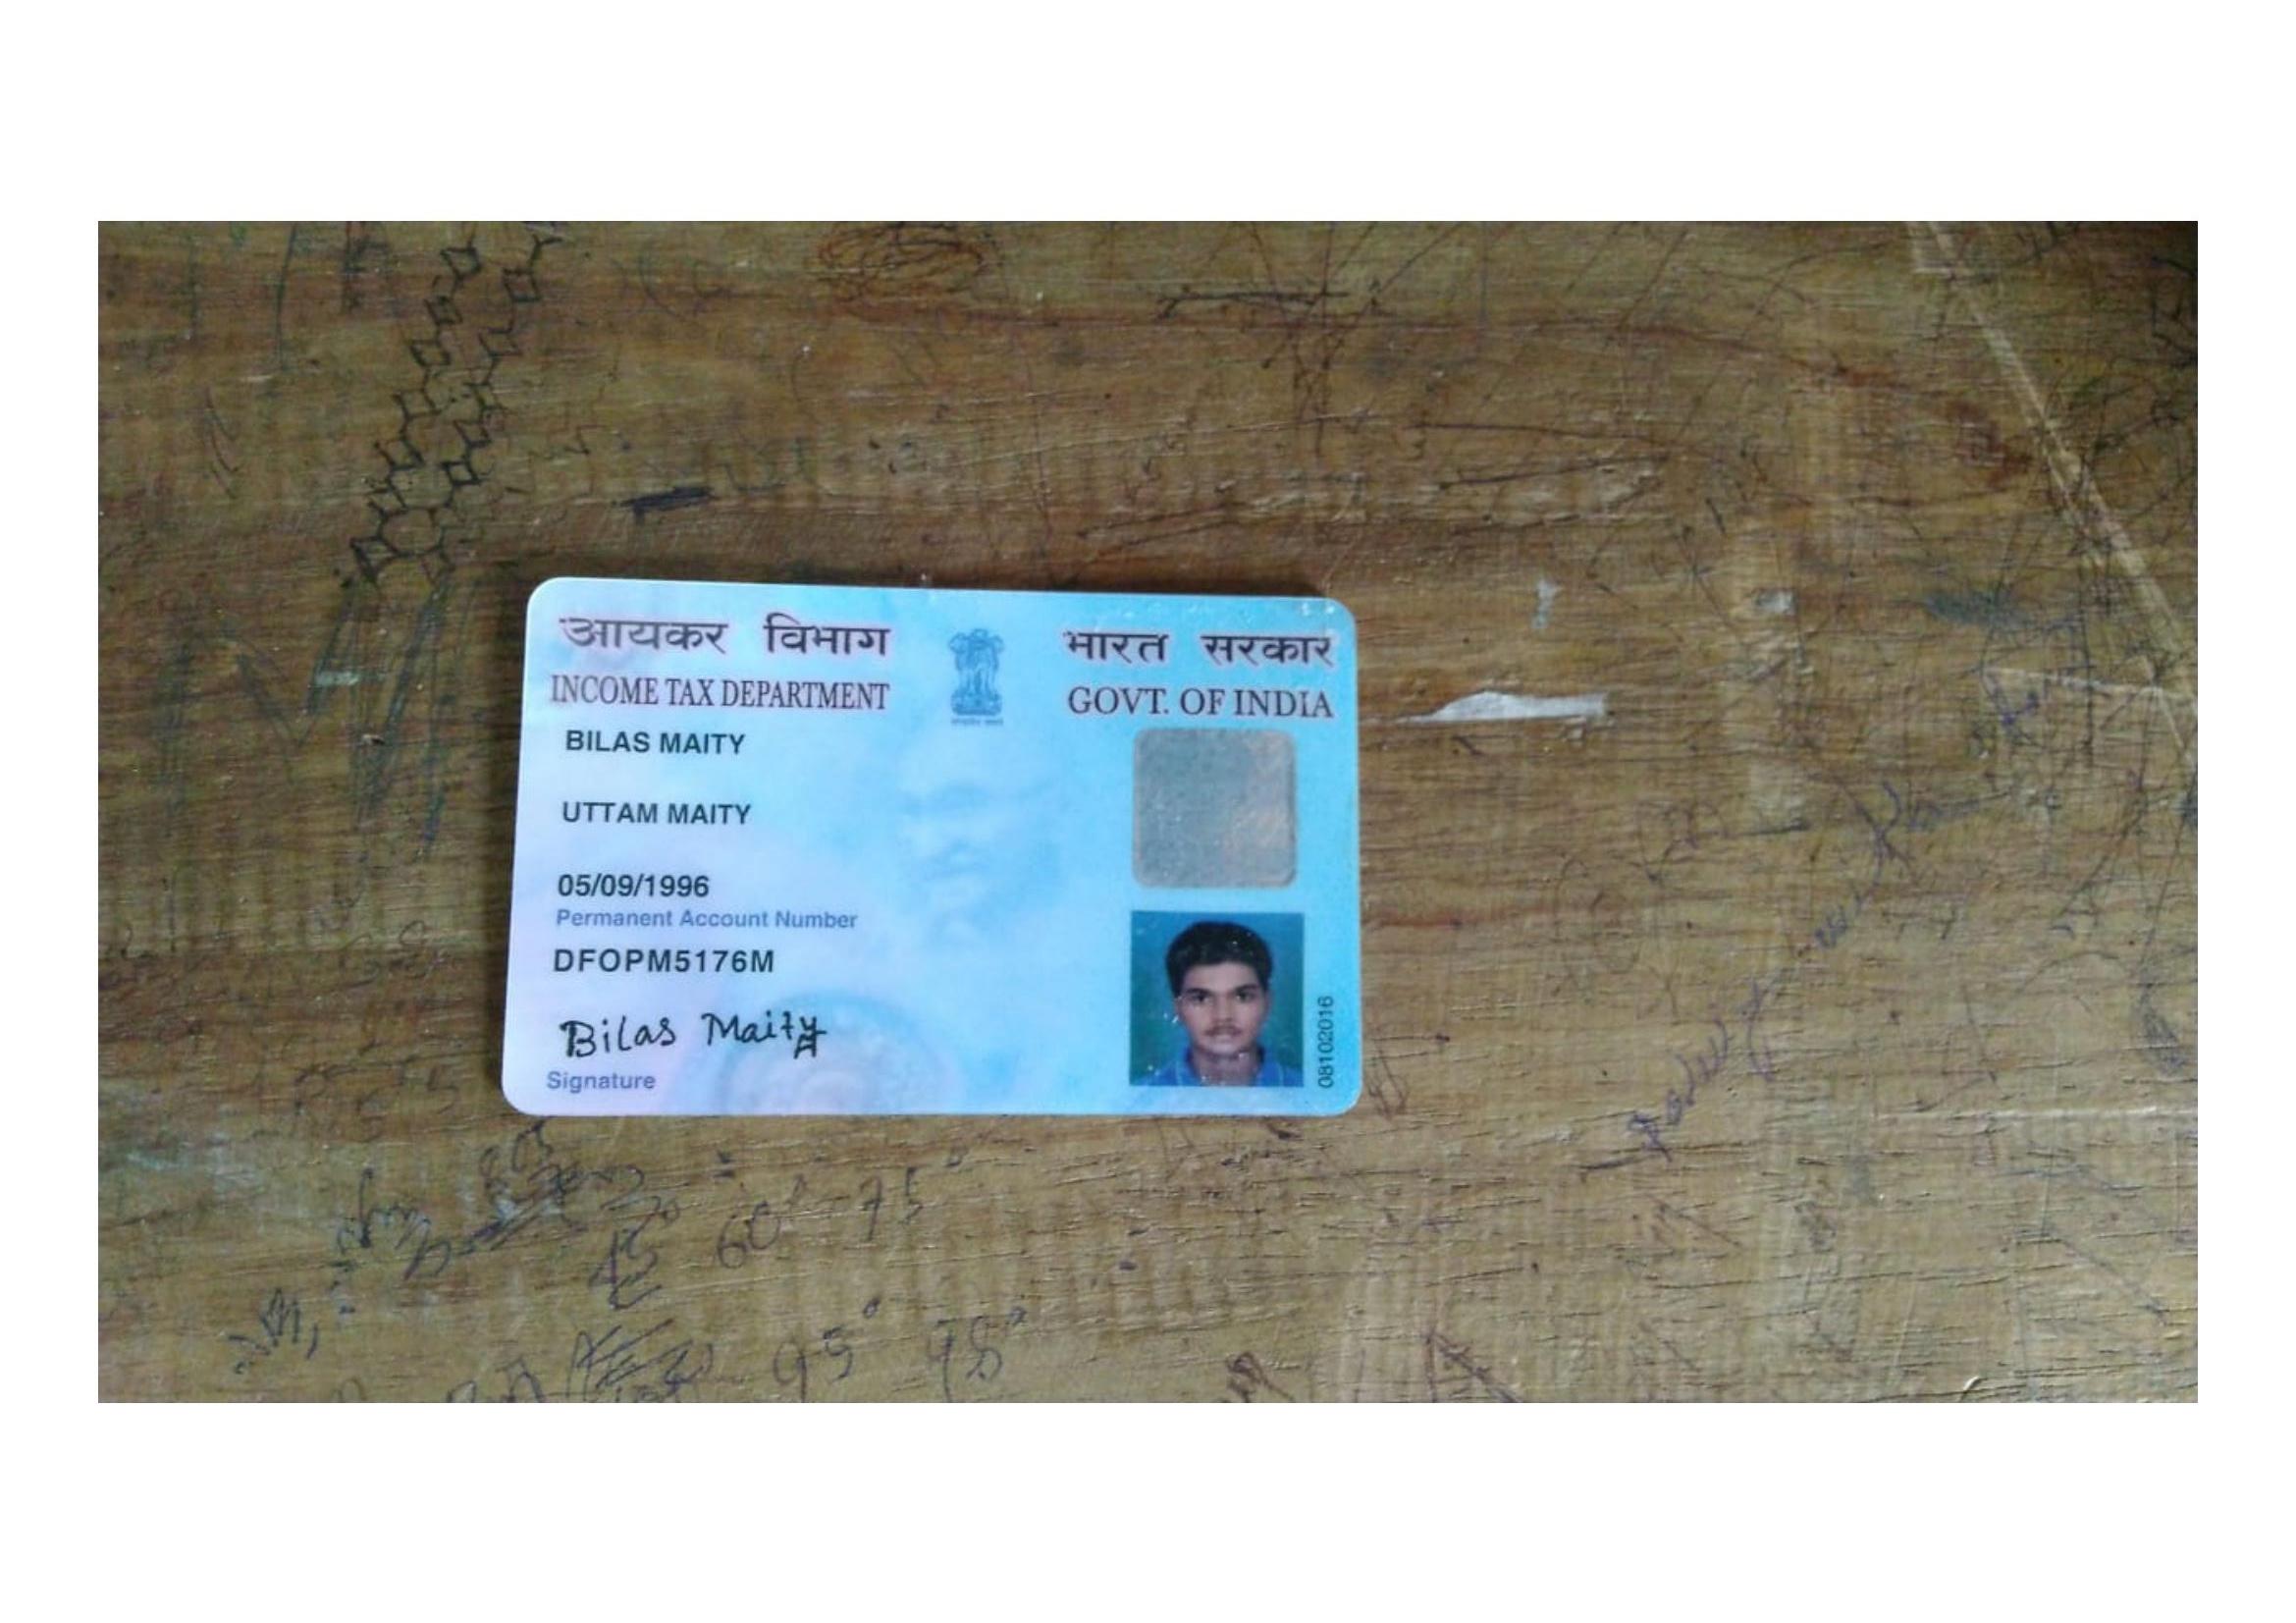 आयकर विभाग
भारत सरकार
INCOME TAX DEPARTMENT
GOVT. OF INDIA
BILAS MAITY
UTTAM MAITY
05/09/1996
Permanent Account Number
DFOPM5176M
Bilas Maity
Signature
08102016
60° 75°
95° 98°